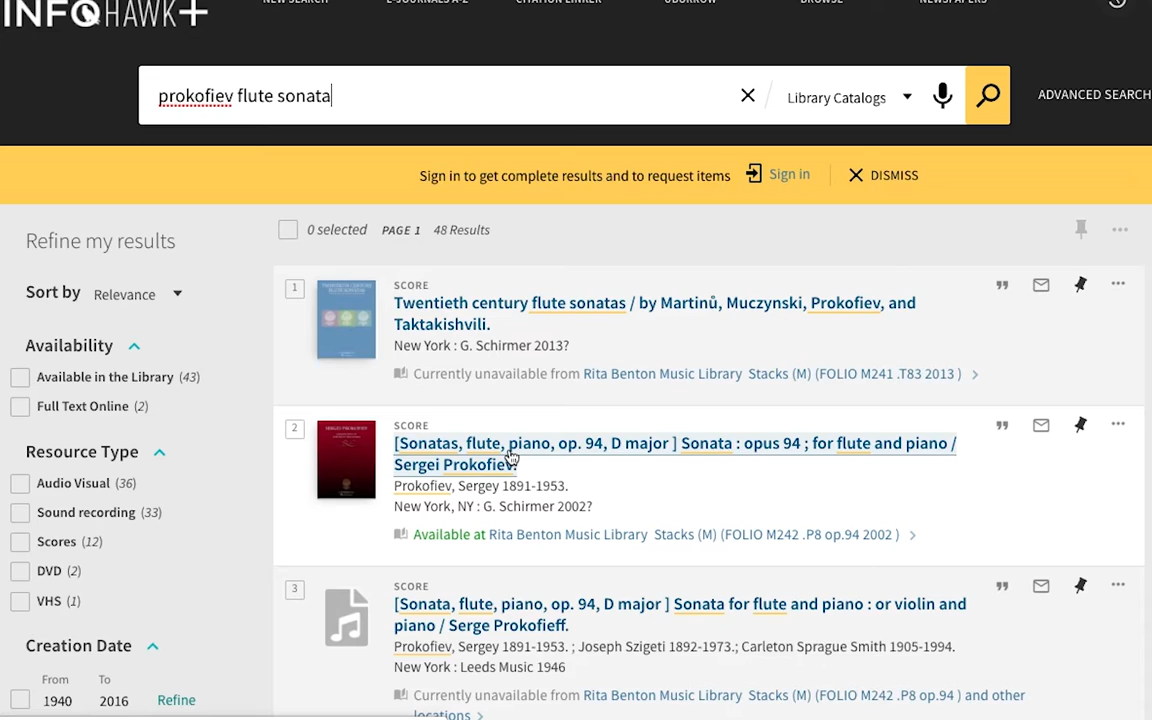 NEW SEARCH E-JOURNALS A-Z CITATION LINKER UBORROW BROWSE NEWSPAPERS
INFOHAWK+
prokofiev flute sonata
Library Catalogs
ADVANCED SEARCH
Sign in to get complete results and to request items Sign in DISMISS
Refine my results
Sort by Relevance
Availability
Available in the Library (43)
Full Text Online (2)
Resource Type
Audio Visual (36)
Sound recording (33)
Scores (12)
DVD (2)
VHS (1)
Creation Date
From To
1940 2016 Refine
0 selected PAGE 1 48 Results
1
SCORE
Twentieth century flute sonatas / by Martinů, Muczynski, Prokofiev, and
Taktakishvili.
New York : G. Schirmer 2013?
Currently unavailable from Rita Benton Music Library Stacks (M) (FOLIO M241 .T83 2013 )
2
SCORE
[Sonatas, flute, piano, op. 94, D major ] Sonata : opus 94 ; for flute and piano /
Sergei Prokofiev.
Prokofiev, Sergey 1891-1953.
New York, NY : G. Schirmer 2002?
Available at Rita Benton Music Library Stacks (M) (FOLIO M242 .P8 op.94 2002 )
3
SCORE
[Sonata, flute, piano, op. 94, D major ] Sonata for flute and piano : or violin and
piano / Serge Prokofieff.
Prokofiev, Sergey 1891-1953. ; Joseph Szigeti 1892-1973.; Carleton Sprague Smith 1905-1994.
New York : Leeds Music 1946
Currently unavailable from Rita Benton Music Library Stacks (M) (FOLIO M242 .P8 op.94 ) and other
locations